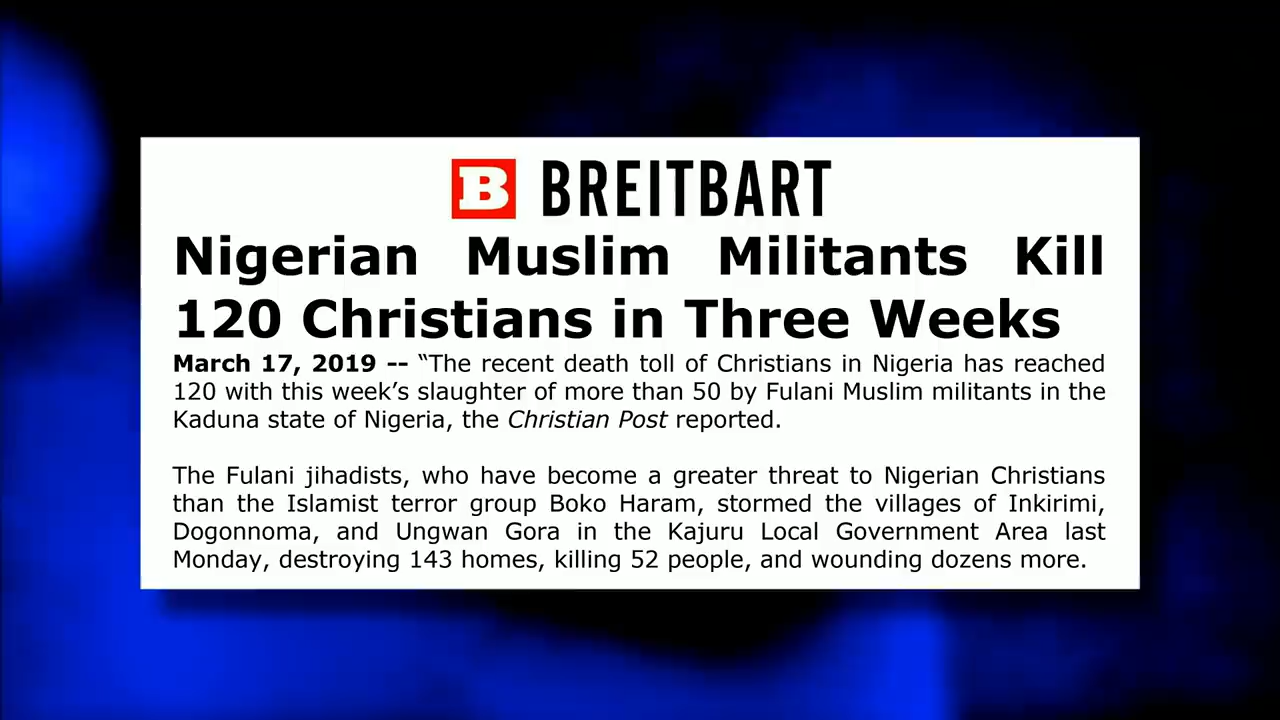 B BREITBART
Nigerian Muslim Militants Kill
120 Christians in Three Weeks
March 17, 2019 -- “The recent death toll of Christians in Nigeria has reached
120 with this week’s slaughter of more than 50 by Fulani Muslim militants in the
Kaduna state of Nigeria, the Christian Post reported.
The Fulani jihadists, who have become a greater threat to Nigerian Christians
than the Islamist terror group Boko Haram, stormed the villages of Inkirimi,
Dogonnoma, and Ungwan Gora in the Kajuru Local Government Area last
Monday, destroying 143 homes, killing 52 people, and wounding dozens more.